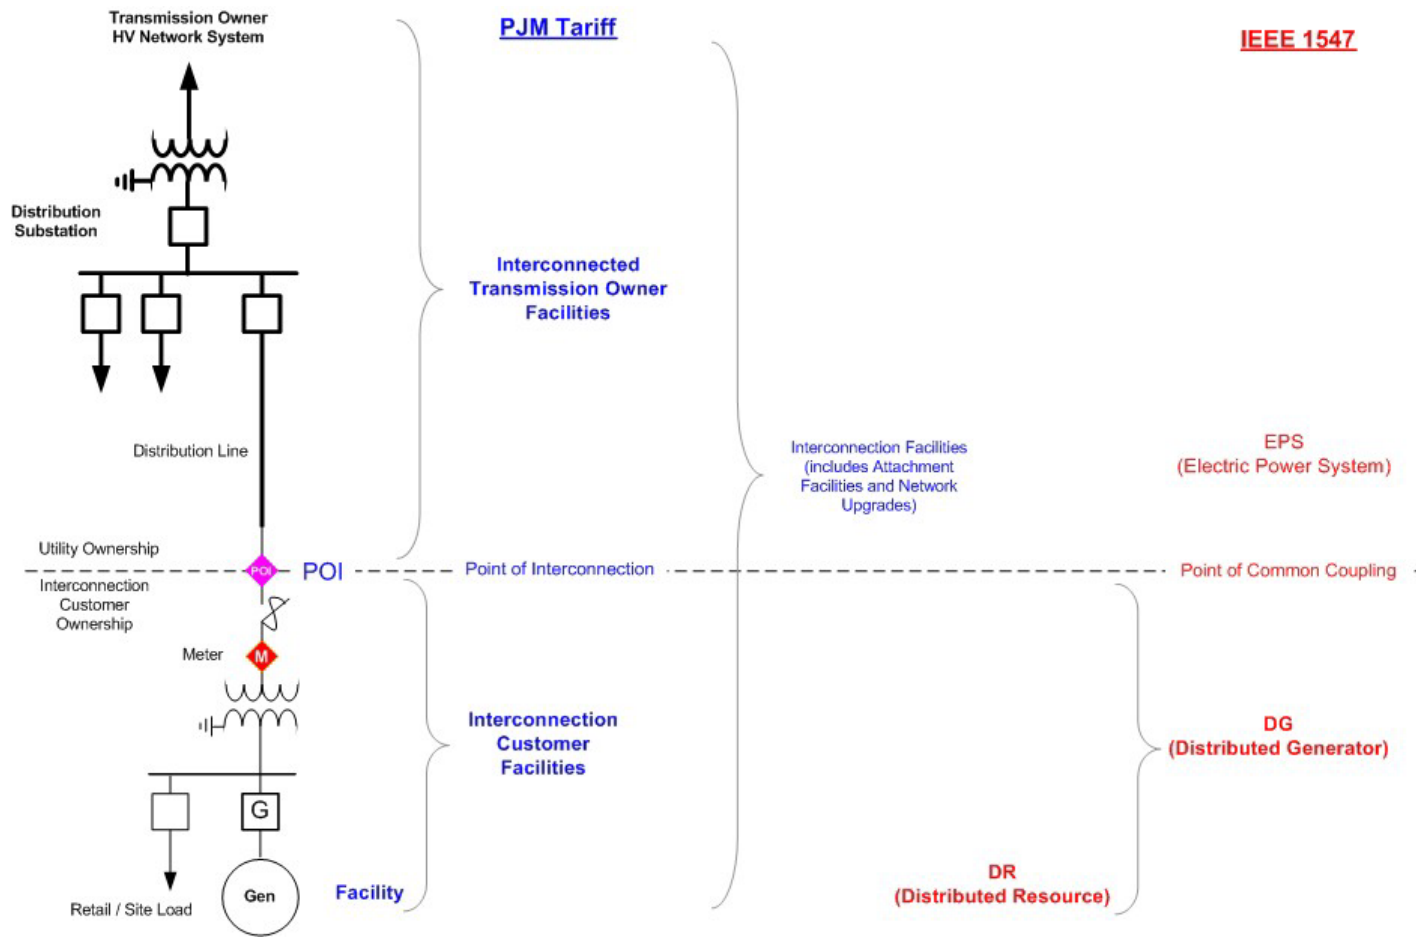 Transmission Owner
HV Network System
PJM Tariff
IEEE 1547
Distribution
Substation
Interconnected
Transmission Owner
Facilities
Distribution Line
Interconnection Facilities
(includes Attachment
Facilities and Network
Upgrades)
EPS
(Electric Power System)
Utility Ownership
POI
POI
Point of Interconnection
Point of Common Coupling
Interconnection
Customer
Ownership
Meter
M
Interconnection
Customer
Facilities
DG
(Distributed Generator)
G
Gen
Facility
DR
(Distributed Resource)
Retail / Site Load